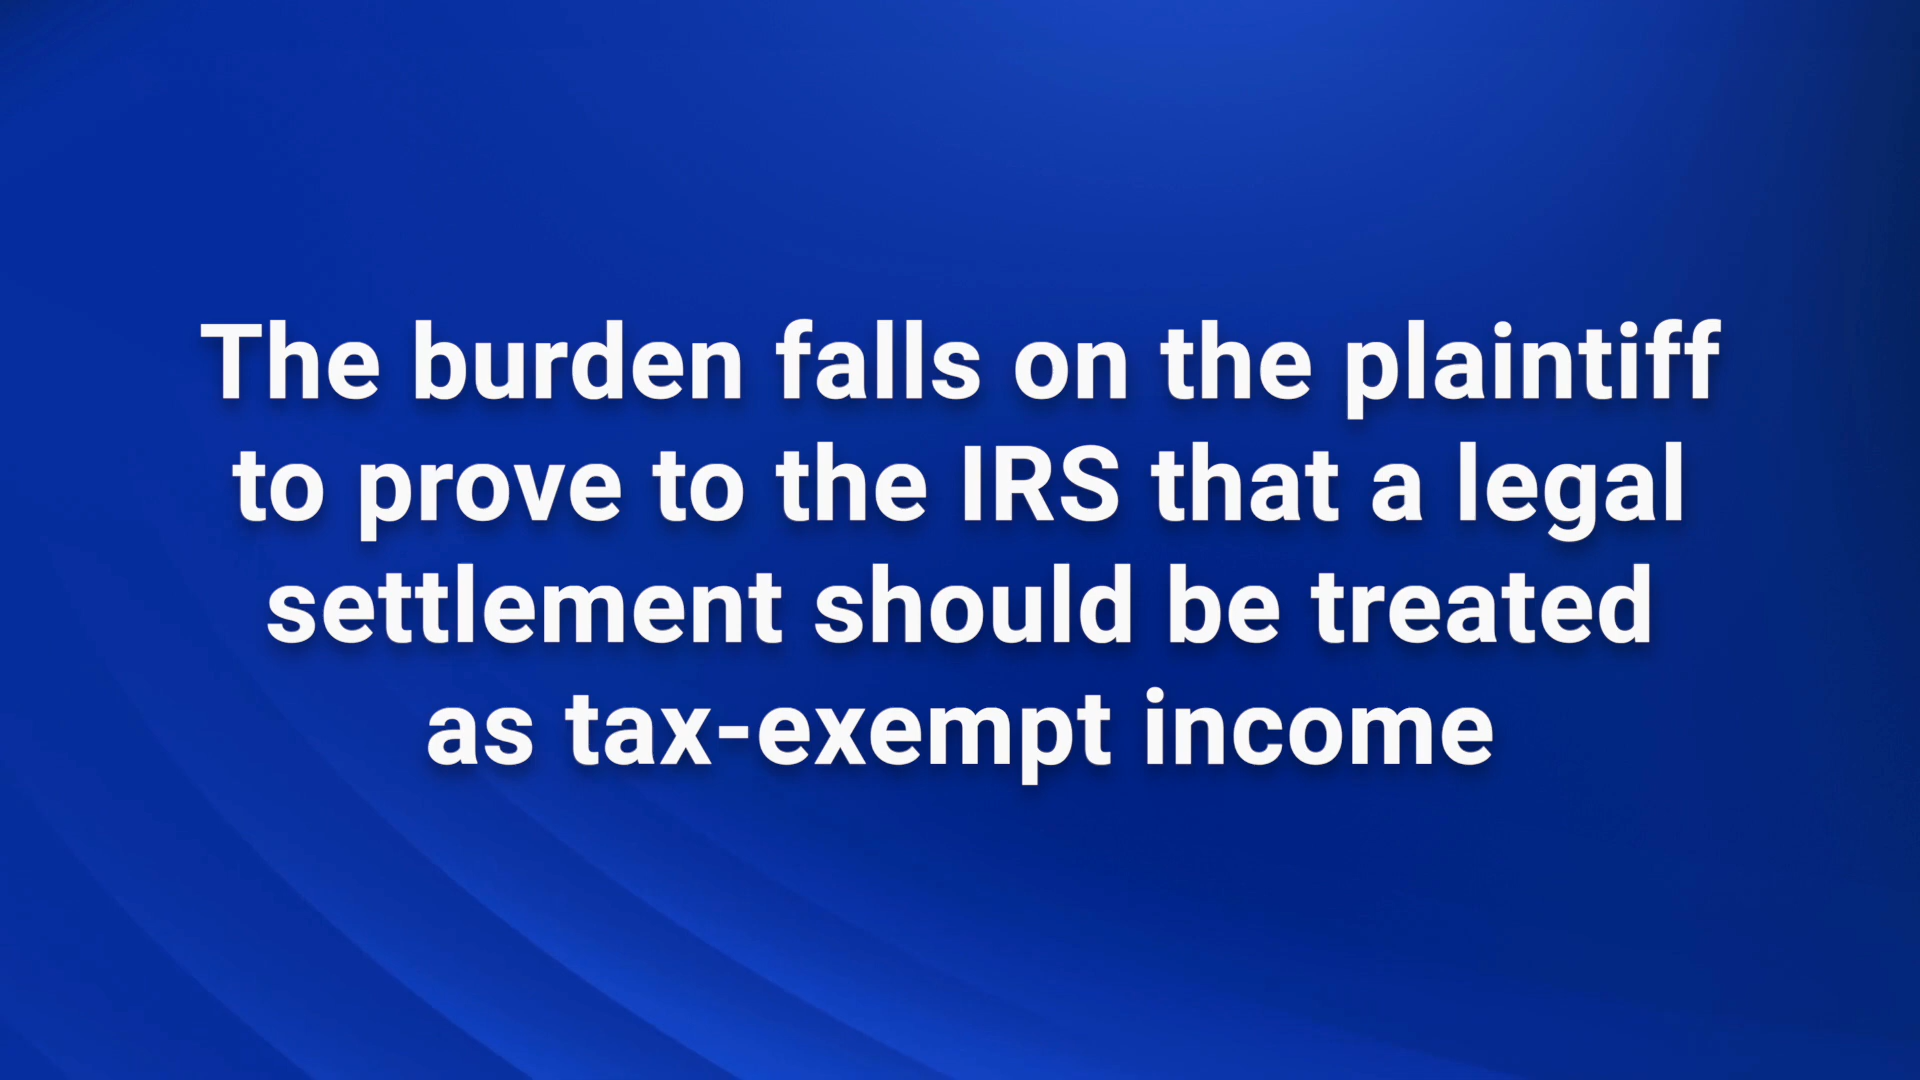 The burden falls on the plaintiff
to prove to the IRS that a legal
settlement should be treated
as tax-exempt income